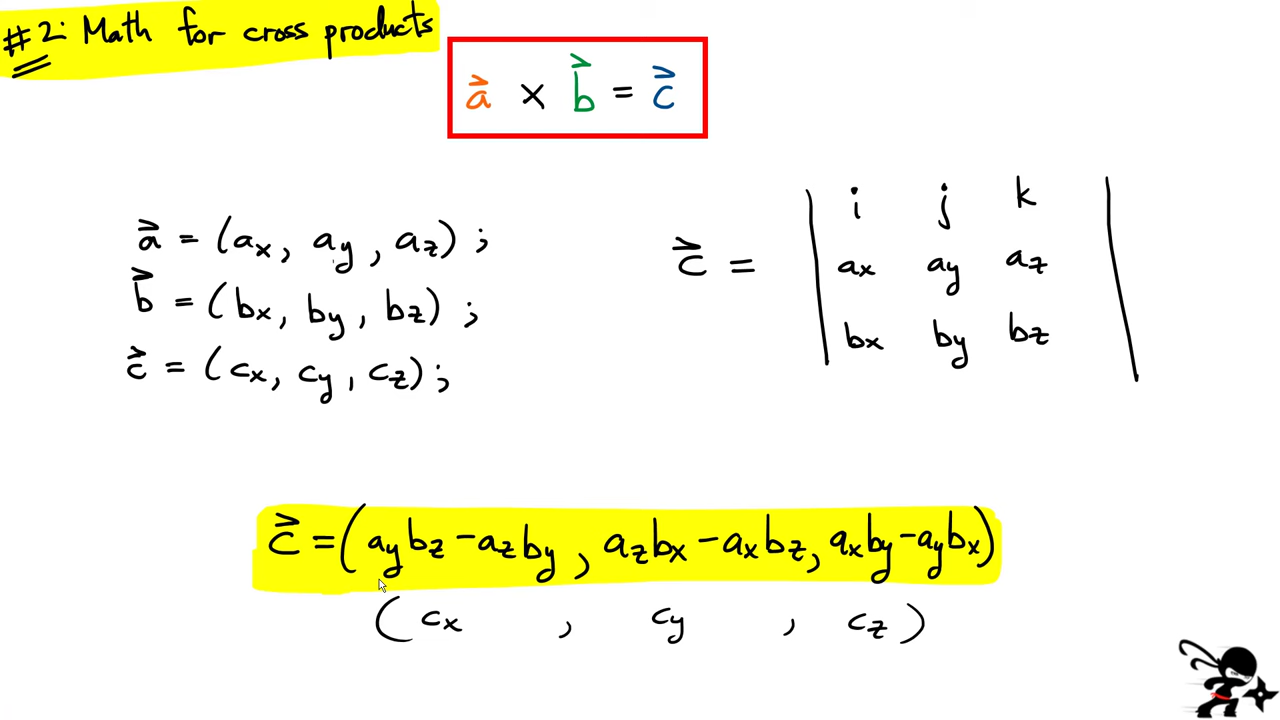 #2: Math for cross products
a⃗ × b⃗ = c⃗
a⃗ = (ax, ay, az);
b⃗ = (bx, by, bz);
c⃗ = (cx, cy, cz);
c⃗ =
i j k
ax ay az
bx by bz
c⃗ = (aybz - azby, azbx - axbz, axby - aybx)
(cx, cy, cz)